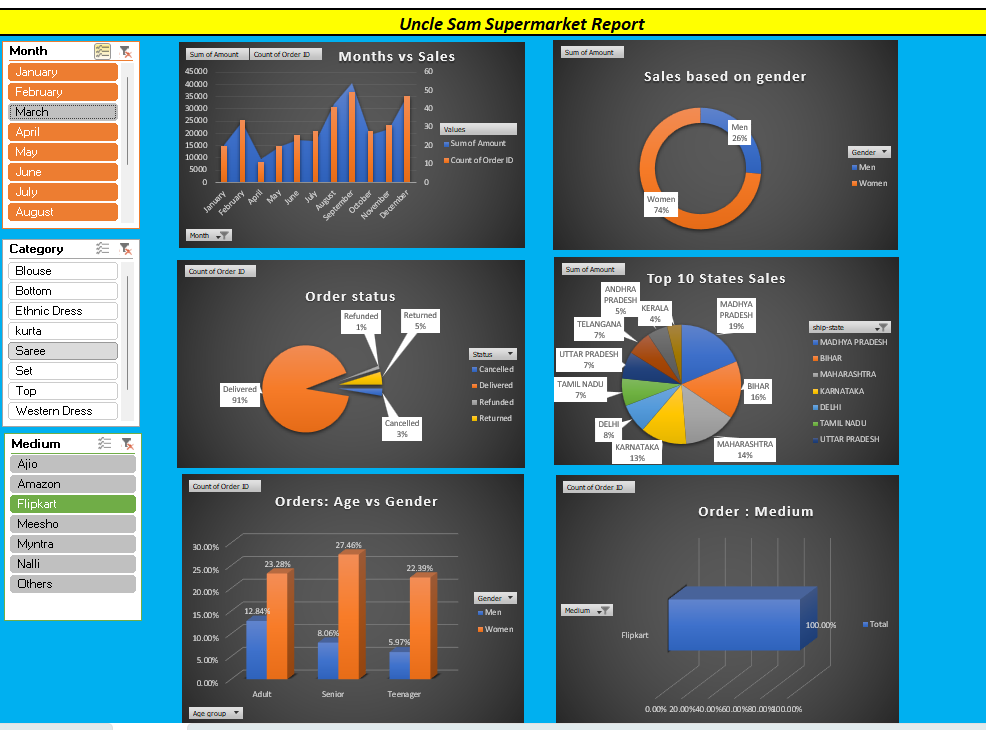 Uncle Sam Supermarket Report
Month
January
February
March
April
May
June
July
August
Category
Blouse
Bottom
Ethnic Dress
kurta
Saree
Set
Top
Western Dress
Medium
Ajio
Amazon
Flipkart
Meesho
Myntra
Nalli
Others
Sum of Amount Count of Order ID
Months vs Sales
45000
40000
35000
30000
25000
20000
15000
10000
5000
0
60
50
40
30
20
10
0
January
February
April
May
June
July
August
September
October
November
December
Values
Sum of Amount
Count of Order ID
Month
Sum of Amount
Sales based on gender
Men
26%
Women
74%
Gender
Men
Women
Count of Order ID
Order status
Refunded
1%
Returned
5%
Delivered
91%
Cancelled
3%
Status
Cancelled
Delivered
Refunded
Returned
Sum of Amount
Top 10 States Sales
ANDHRA
PRADESH
5%
KERALA
4%
MADHYA
PRADESH
19%
TELANGANA
7%
UTTAR PRADESH
7%
TAMIL NADU
7%
BIHAR
16%
DELHI
8%
KARNATAKA
13%
MAHARASHTRA
14%
ship-state
MADHYA PRADESH
BIHAR
MAHARASHTRA
KARNATAKA
DELHI
TAMIL NADU
UTTAR PRADESH
Count of Order ID
Orders: Age vs Gender
30.00%
25.00%
20.00%
15.00%
10.00%
5.00%
0.00%
12.84%
23.28%
8.06%
27.46%
5.97%
22.39%
Adult Senior Teenager
Gender
Men
Women
Age group
Count of Order ID
Order : Medium
Medium
Flipkart
100.00%
Total
0.00% 20.00%40.00%60.00%80.00%100.00%